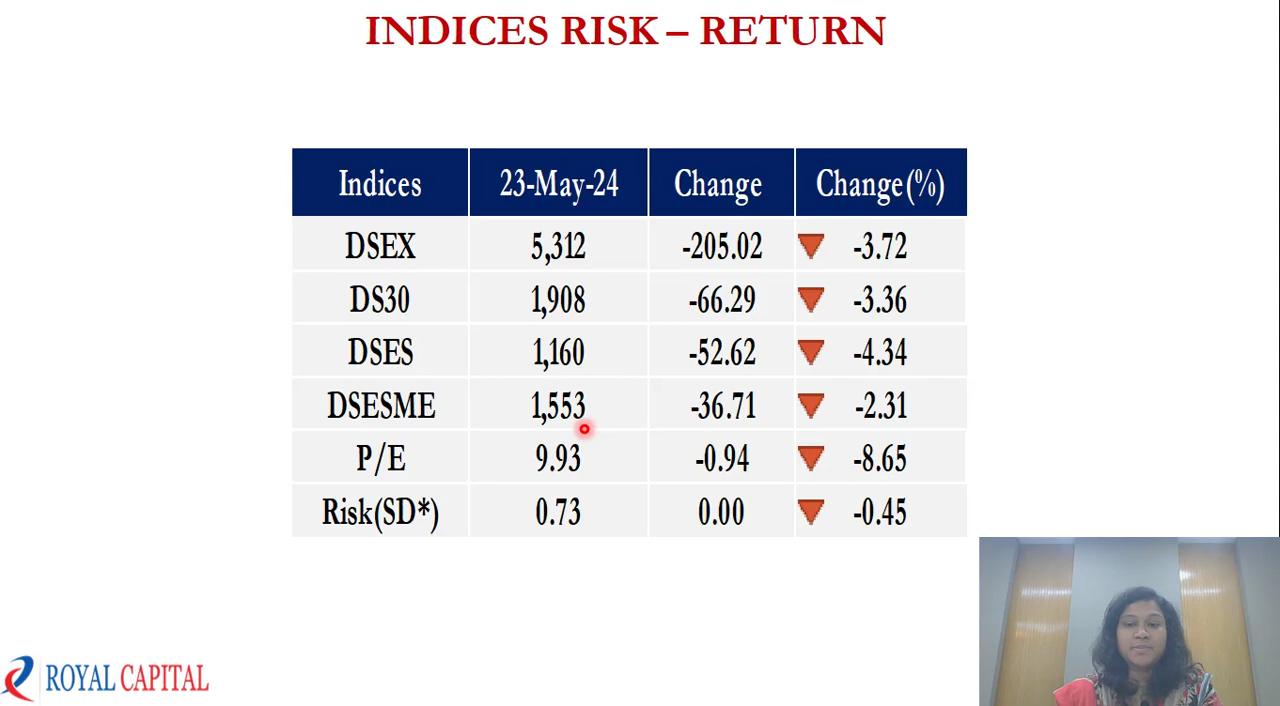 INDICES RISK – RETURN
Indices 23-May-24 Change Change(%)
DSEX 5,312 -205.02 -3.72
DS30 1,908 -66.29 -3.36
DSES 1,160 -52.62 -4.34
DSESME 1,553 -36.71 -2.31
P/E 9.93 -0.94 -8.65
Risk(SD*) 0.73 0.00 -0.45
ROYAL CAPITAL